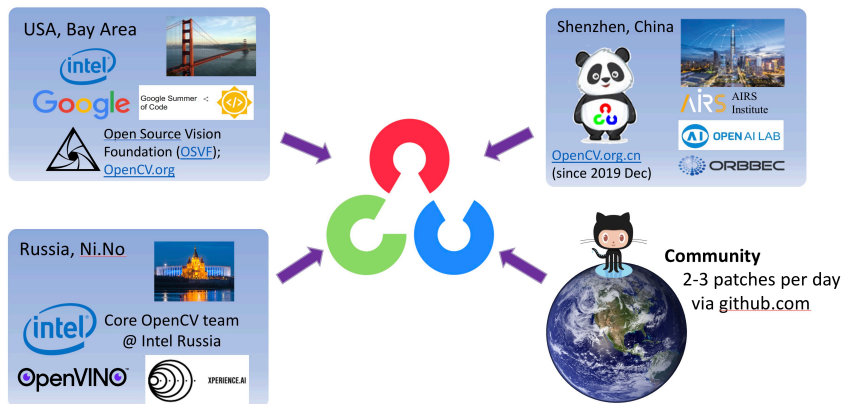 USA, Bay Area
intel
Google
Google Summer
of Code
Open Source Vision
Foundation (OSVF);
OpenCV.org
Shenzhen, China
AIRS
AIRS
Institute
AI OPEN AI LAB
ORBBEC
OpenCV.org.cn
(since 2019 Dec)
Russia, Ni.No
intel
Core OpenCV team
@ Intel Russia
OpenVINO
XPERIENCE.AI
Community
2-3 patches per day
via github.com